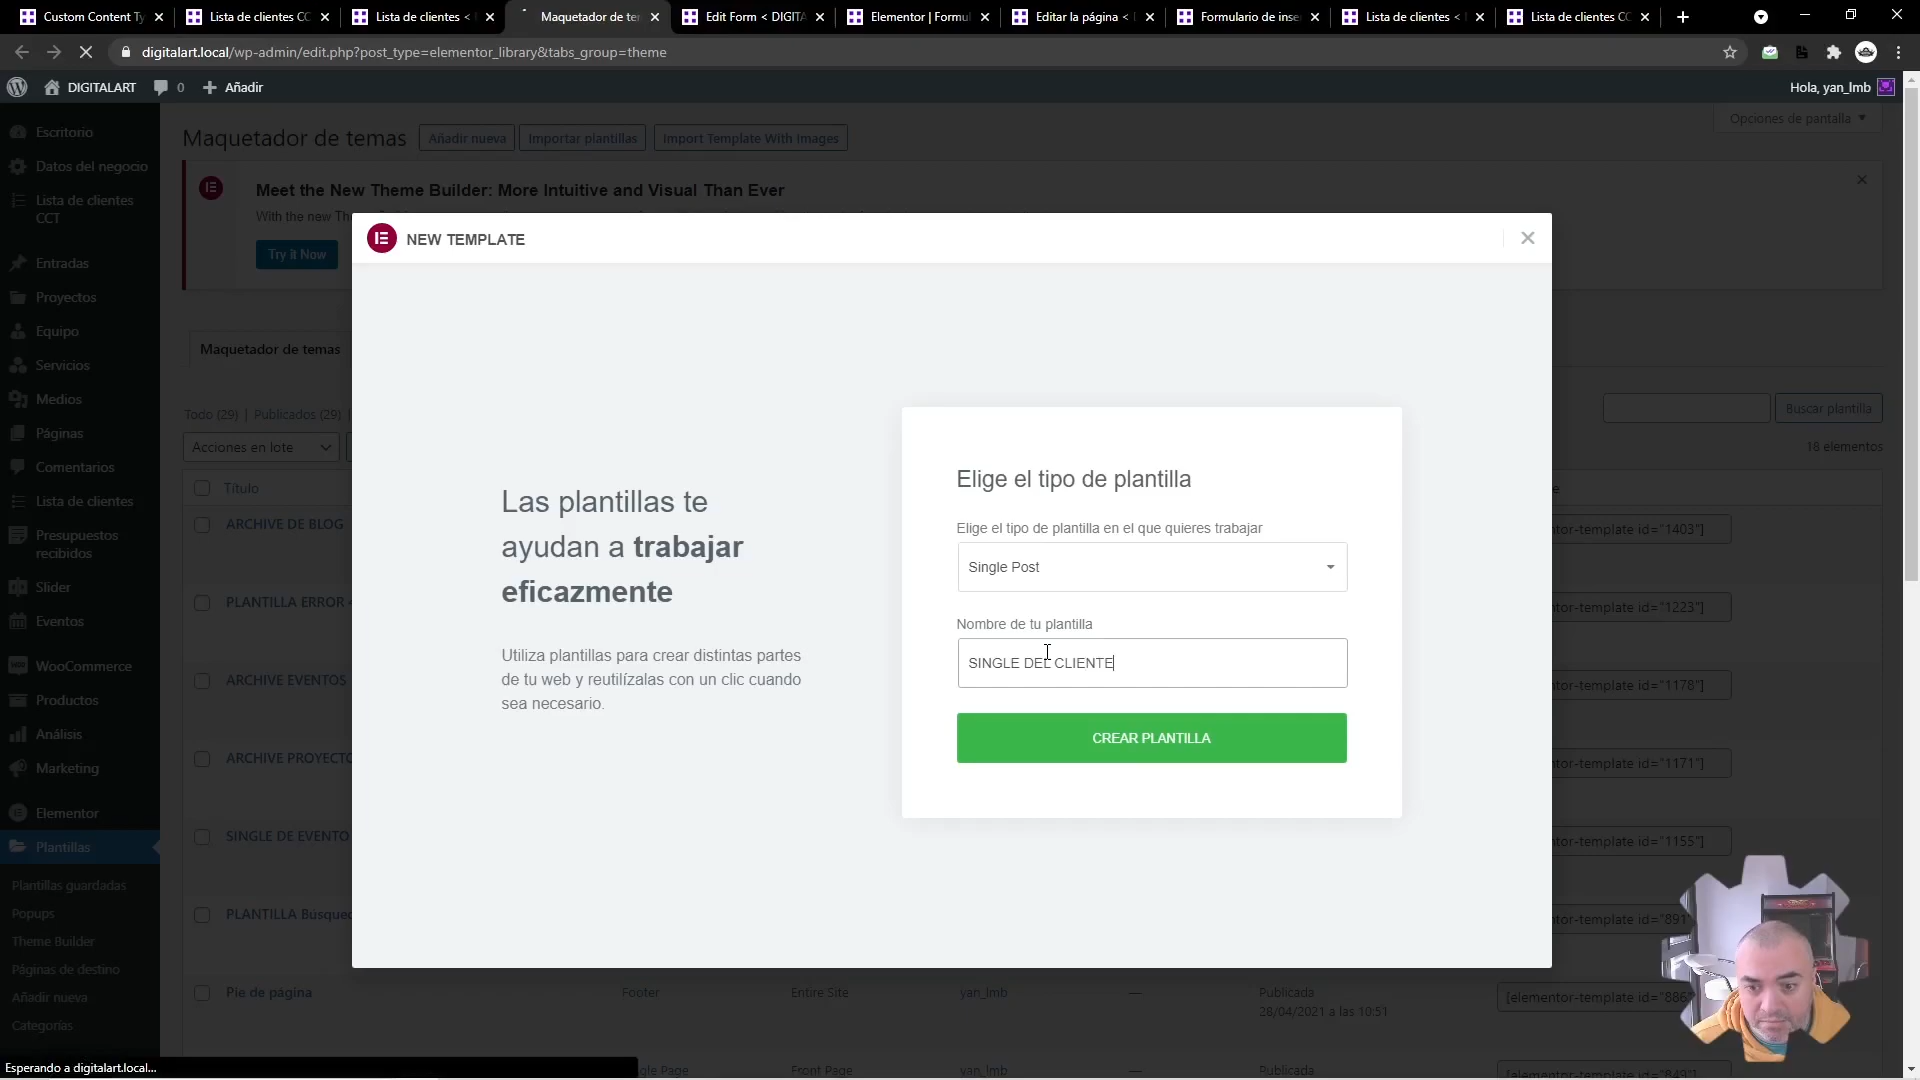 Custom Content Ty
Lista de clientes CC
Lista de clientes <
Maquetador de te
Edit Form < DIGITA
Elementor | Formul
Editar la página <
Formulario de inse
Lista de clientes <
Lista de clientes CC
digitalart.local/wp-admin/edit.php?post_type=elementor_library&tabs_group=theme
DIGITALART
0
Añadir
Hola, yan_lmb
Escritorio
Datos del negocio
Lista de clientes
CCT
Entradas
Proyectos
Equipo
Servicios
Medios
Páginas
Comentarios
Lista de clientes
Presupuestos
recibidos
Slider
Eventos
WooCommerce
Productos
Análisis
Marketing
Elementor
Plantillas
Plantillas guardadas
Popups
Theme Builder
Páginas de destino
Añadir nueva
Categorías
Esperando a digitalart.local...
Maquetador de temas
Añadir nueva
Importar plantillas
Import Template With Images
Opciones de pantalla
Meet the New Theme Builder: More Intuitive and Visual Than Ever
With the new Th
Try it Now
Maquetador de temas
Todo (29) | Publicados (29) |
Acciones en lote
Buscar plantilla
18 elementos
Título
ARCHIVE DE BLOG
tor-template id="1403"]
PLANTILLA ERROR 4
tor-template id="1223"]
ARCHIVE EVENTOS
tor-template id="1178"]
ARCHIVE PROYECTO
tor-template id="1171"]
SINGLE DE EVENTO
tor-template id="1155"]
PLANTILLA Búsqued
tor-template id="891"
NEW TEMPLATE
Las plantillas te
ayudan a trabajar
eficazmente
Utiliza plantillas para crear distintas partes
de tu web y reutilízalas con un clic cuando
sea necesario.
Elige el tipo de plantilla
Elige el tipo de plantilla en el que quieres trabajar
Single Post
Nombre de tu plantilla
SINGLE DEL CLIENTE
CREAR PLANTILLA
Pie de página
Footer
Entire Site
yan_lmb
—
Publicada
28/04/2021 a las 10:51
[elementor-template id="886"
gle Page
Front Page
yan_lmb
—
Publicada
[elementor-template id="849"]